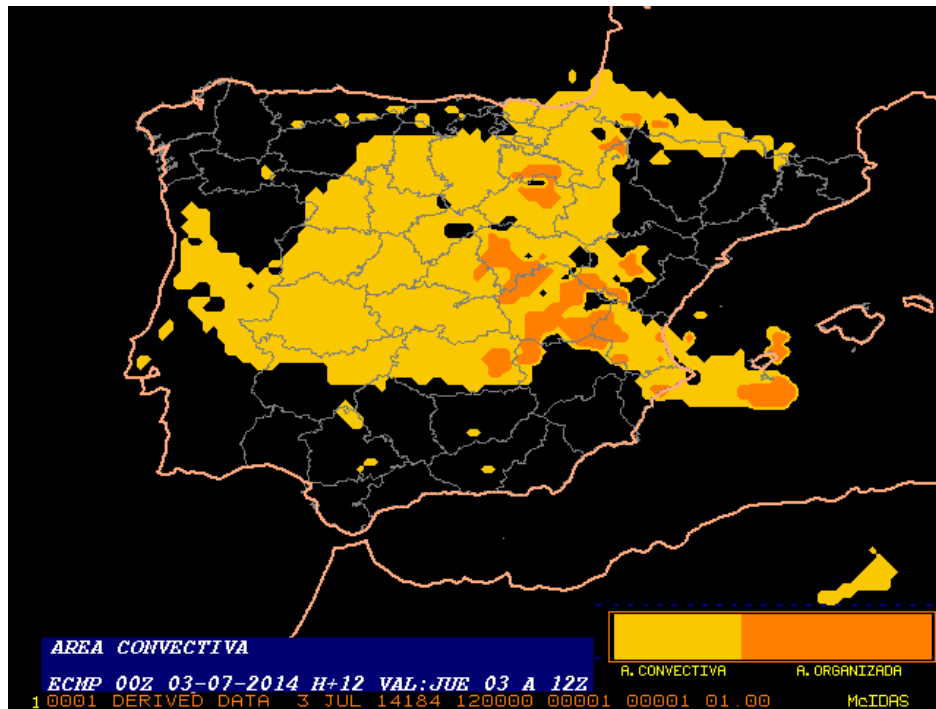 AREA CONVECTIVA
ECMP 00Z 03-07-2014 H+12 VAL:JUE 03 A 12Z
A.CONVECTIVA A.ORGANIZADA
1 0001 DERIVED DATA 3 JUL 14184 120000 00001 00001 01.00 McIDAS